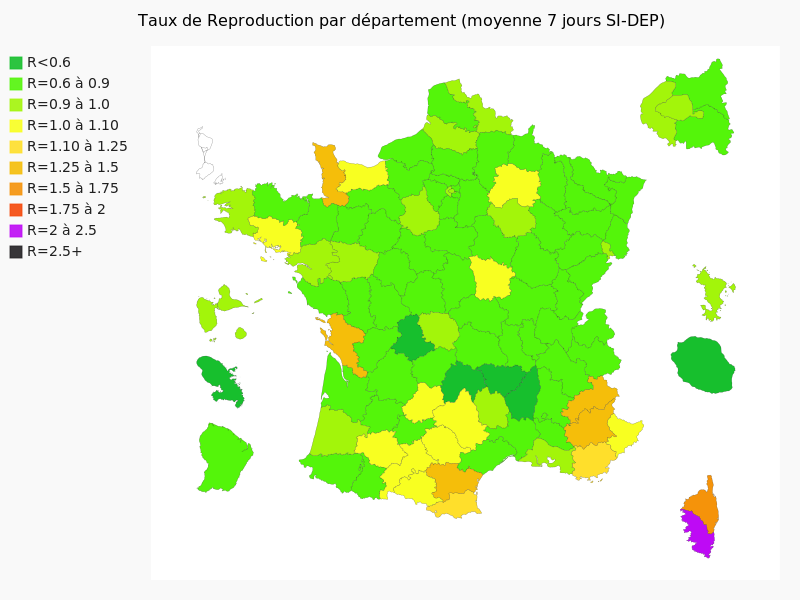 Taux de Reproduction par département (moyenne 7 jours SI-DEP)
R<0.6
R=0.6 à 0.9
R=0.9 à 1.0
R=1.0 à 1.10
R=1.10 à 1.25
R=1.25 à 1.5
R=1.5 à 1.75
R=1.75 à 2
R=2 à 2.5
R=2.5+